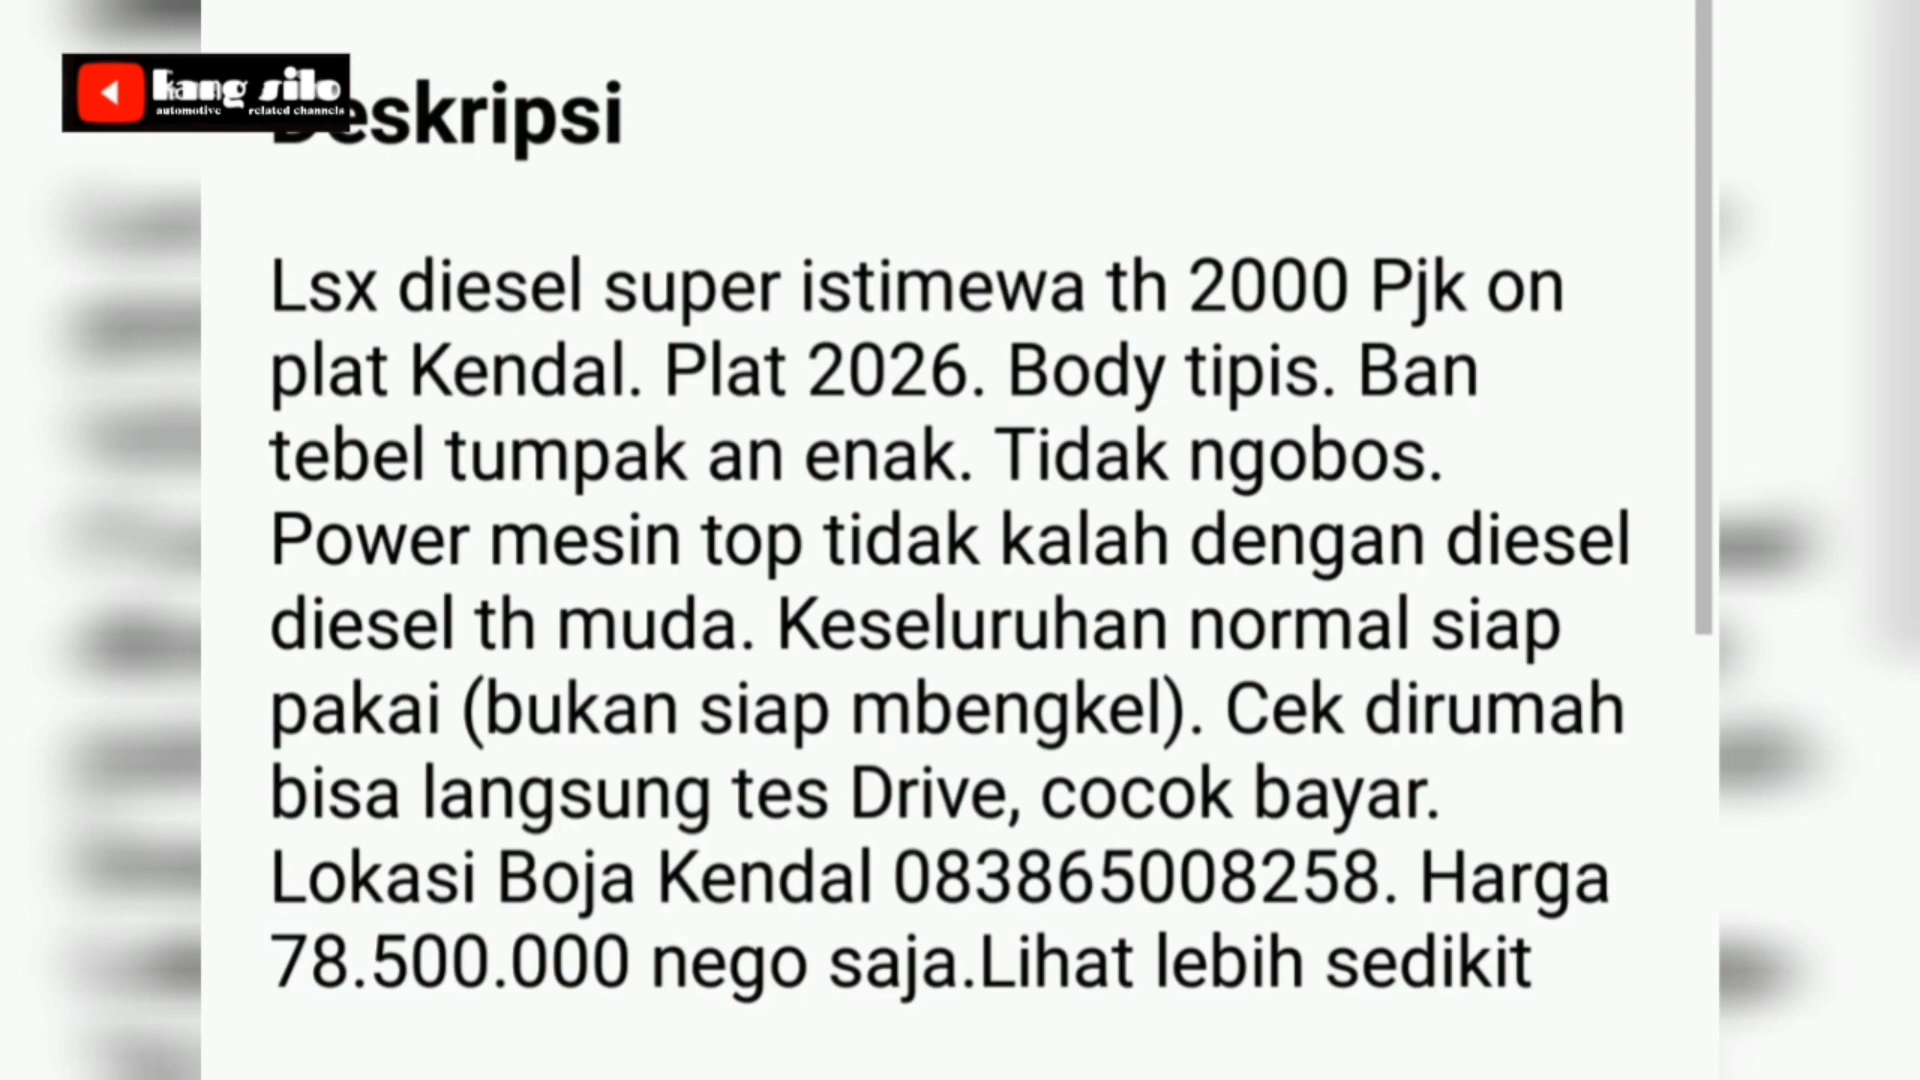 kang silo
automotive related channels
Deskripsi
Lsx diesel super istimewa th 2000 Pjk on
plat Kendal. Plat 2026. Body tipis. Ban
tebel tumpak an enak. Tidak ngobos.
Power mesin top tidak kalah dengan diesel
diesel th muda. Keseluruhan normal siap
pakai (bukan siap mbengkel). Cek dirumah
bisa langsung tes Drive, cocok bayar.
Lokasi Boja Kendal 083865008258. Harga
78.500.000 nego saja.Lihat lebih sedikit